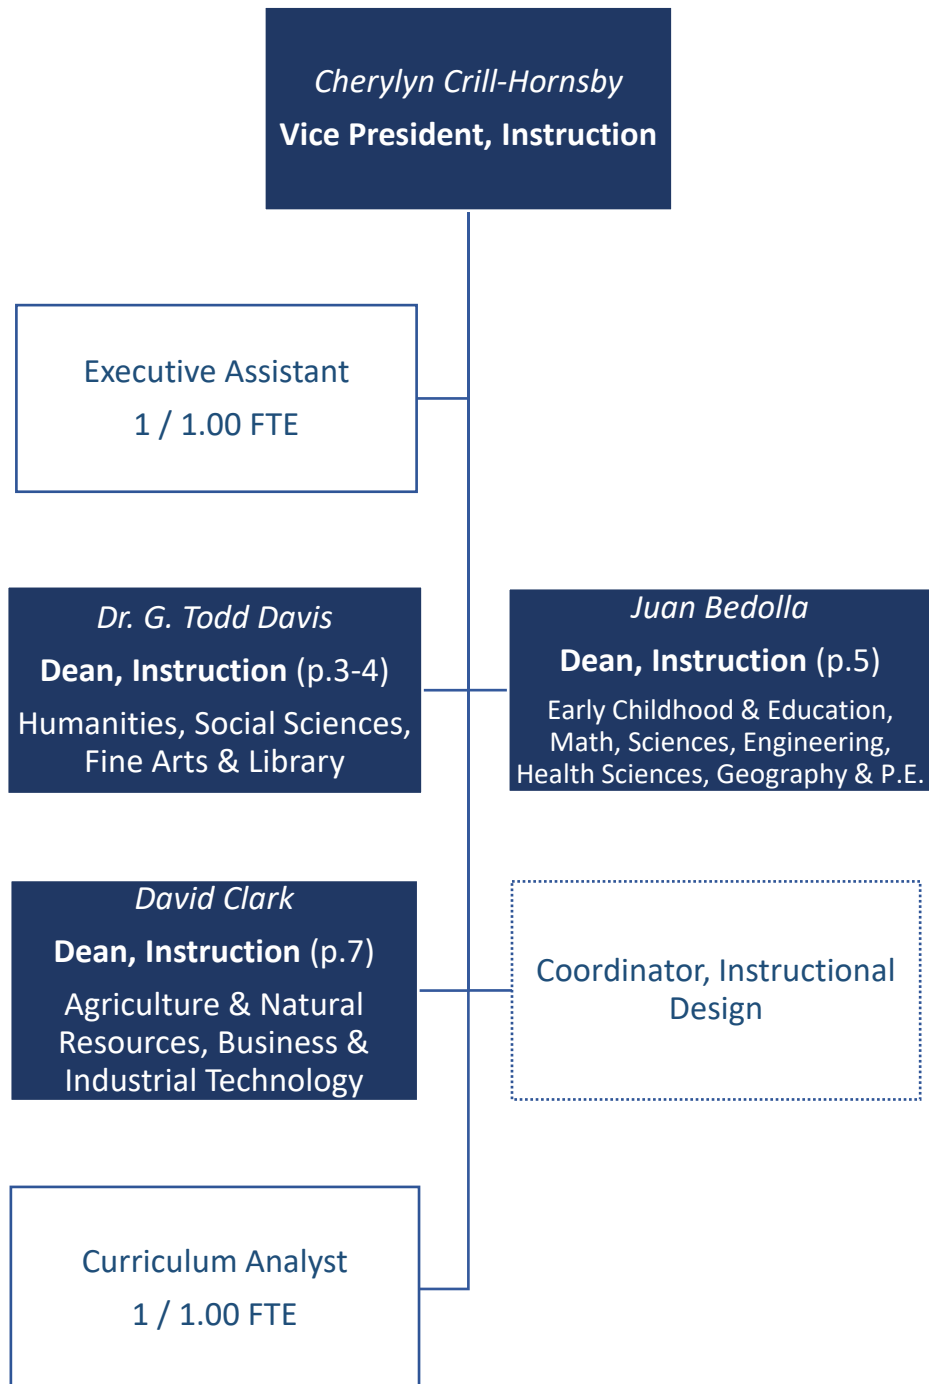 Cherylyn Crill-Hornsby
Vice President, Instruction
Executive Assistant
1 / 1.00 FTE
Dr. G. Todd Davis
Dean, Instruction (p.3-4)
Humanities, Social Sciences,
Fine Arts & Library
Juan Bedolla
Dean, Instruction (p.5)
Early Childhood & Education,
Math, Sciences, Engineering,
Health Sciences, Geography & P.E.
David Clark
Dean, Instruction (p.7)
Agriculture & Natural
Resources, Business &
Industrial Technology
Coordinator, Instructional
Design
Curriculum Analyst
1 / 1.00 FTE